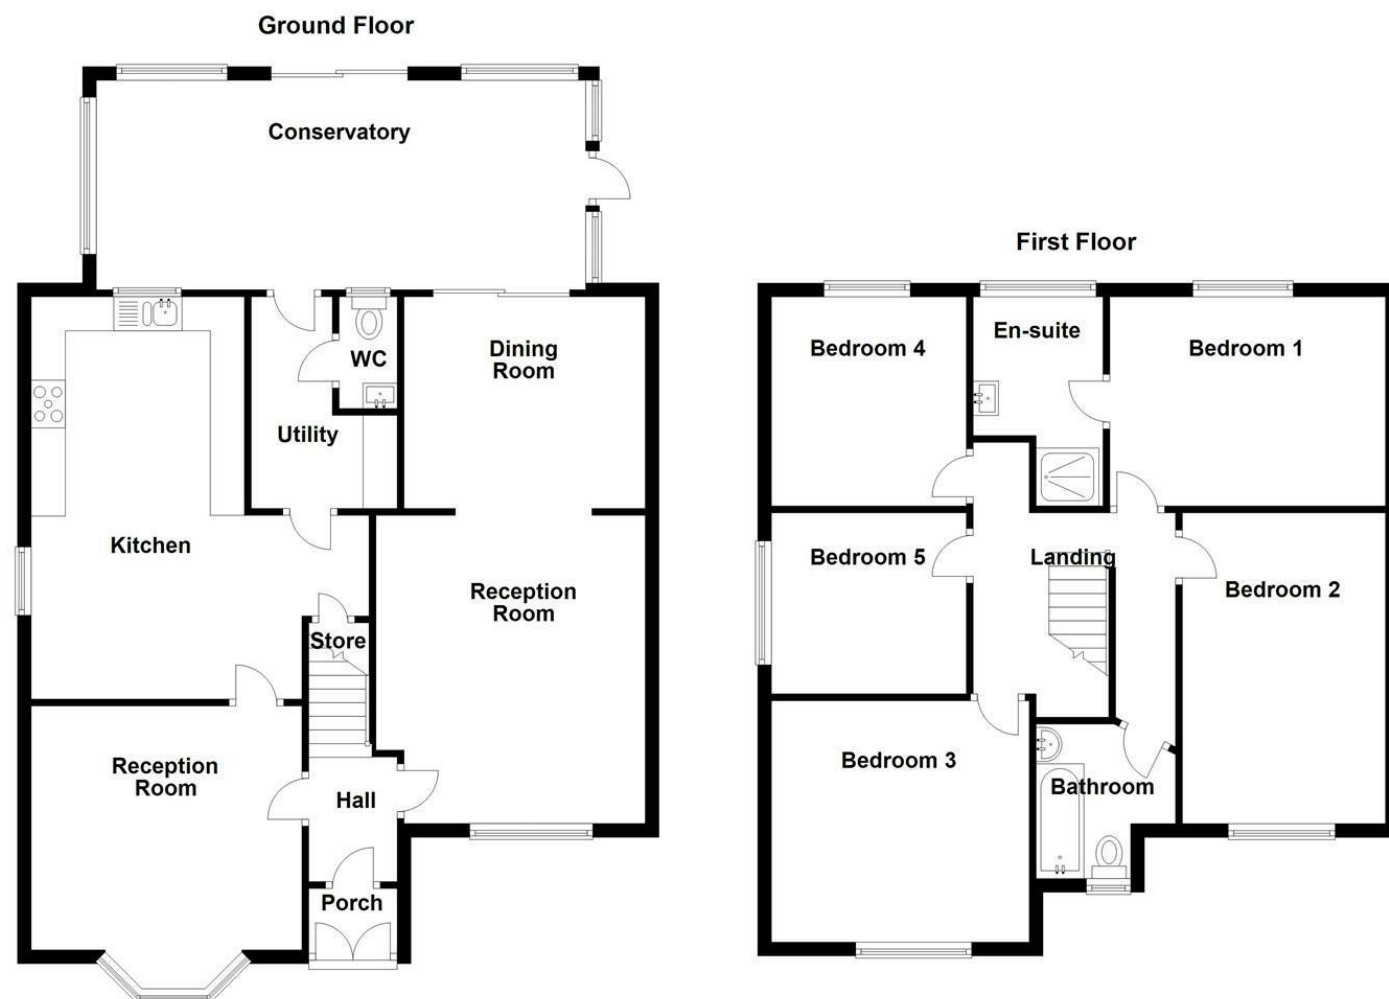 Ground Floor
Conservatory
WC
Dining
Room
Utility
Kitchen
Reception
Room
Store
Reception
Room
Hall
Porch
First Floor
En-suite
Bedroom 4
Bedroom 1
Bedroom 5
Landing
Bedroom 2
Bedroom 3
Bathroom